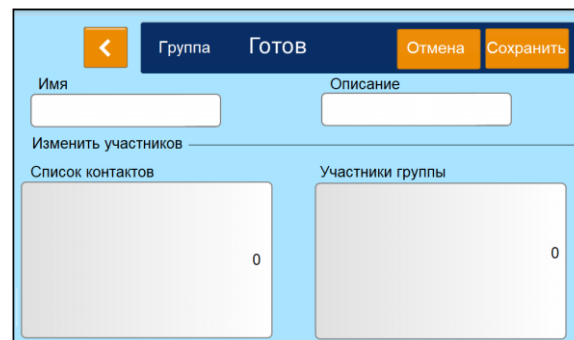 Группа Готов Отмена Сохранить
Имя Описание
Изменить участников
Список контактов Участники группы
0 0